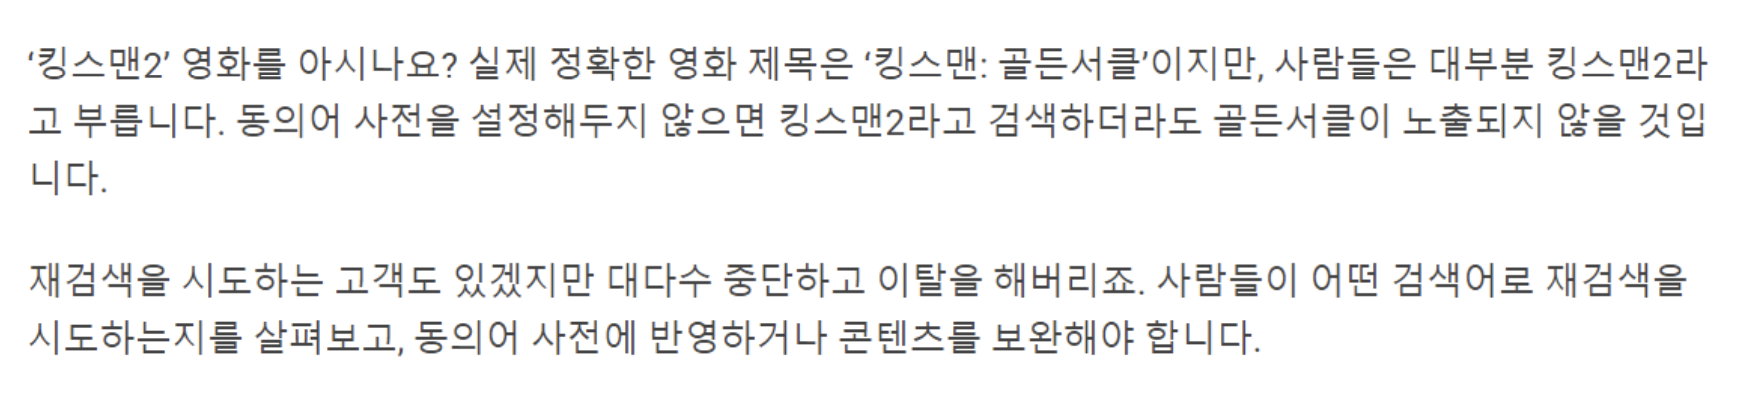 ‘킹스맨2’ 영화를 아시나요? 실제 정확한 영화 제목은 ‘킹스맨: 골든서클’이지만, 사람들은 대부분 킹스맨2라
고 부릅니다. 동의어 사전을 설정해두지 않으면 킹스맨2라고 검색하더라도 골든서클이 노출되지 않을 것입
니다.
재검색을 시도하는 고객도 있겠지만 대다수 중단하고 이탈을 해버리죠. 사람들이 어떤 검색어로 재검색을
시도하는지를 살펴보고, 동의어 사전에 반영하거나 콘텐츠를 보완해야 합니다.